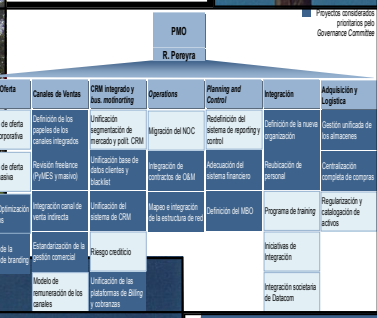 Proyectos considerados
prioritarios pelo
Governance Committee
PMO
R. Pereyra
Oferta
Canales de Ventas
CRM integrado y
bus. motinorting
Operations
Planning and
Control
Integración
Adquisición y
Logística
de oferta
rporativa
Definición de los
papeles de los
canales integrados
Unificación
segmentación de
mercado y polít. CRM
Migración del NOC
Redefinición del
sistema de reporting y
control
Definición de la nueva
organización
Gestión unificada de
los almacenes
de oferta
asiva
Revisión freelance
(PyMES y masivo)
Unificación base de
datos clientes y
blacklist
Integración de
contractos de O&M
Adecuación del
sistema financiero
Reubicación de
personal
Centralización
completa de compras
Optimización
s
Integración canal de
venta indirecta
Unificación del
sistema de CRM
Mapeo e integración
de la estructura de red
Definición del MBO
Programa de training
Regularización y
catalogación de
activos
de la
de branding
Estandarización de la
gestión comercial
Riesgo crediticio
Iniciativas de
Integración
Modelo de
remuneración de los
canales
Unificación de las
plataformas de Billing
y cobranzas
Integración societaria
de Datacom